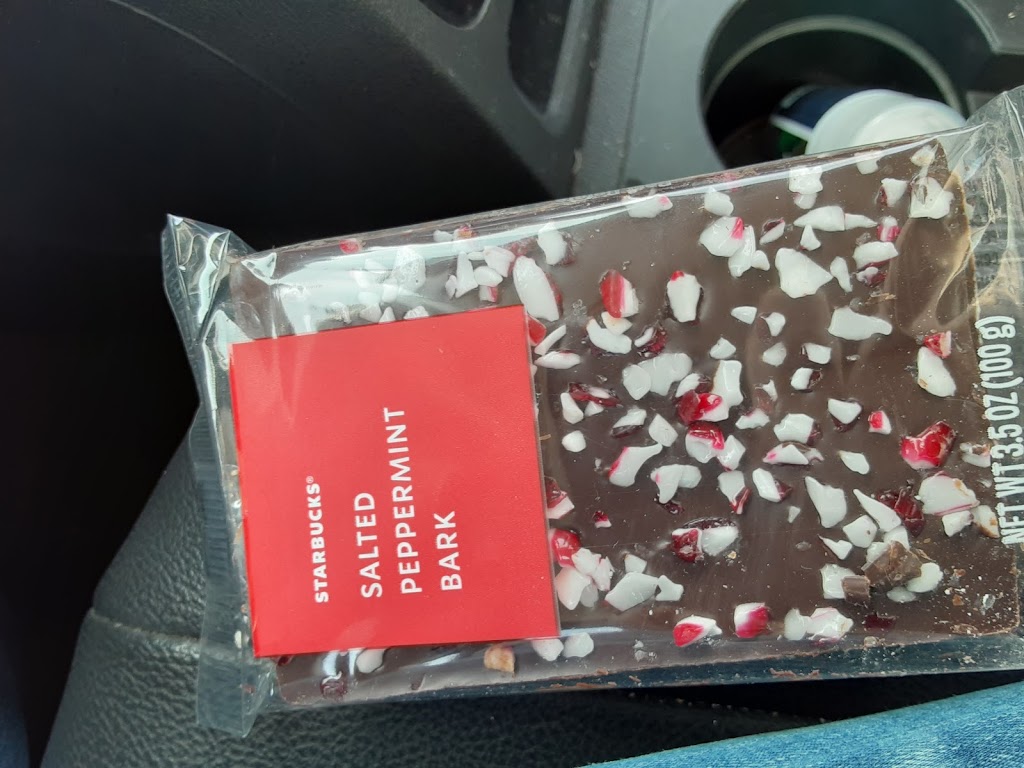 STARBUCKS®
SALTED
PEPPERMINT
BARK
NET WT 3.5 OZ (100 g)